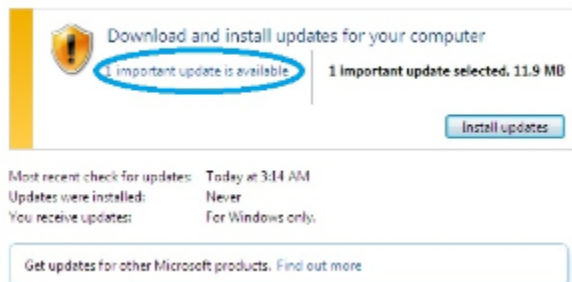 Download and install updates for your computer
1 important update is available
1 important update selected, 11.9 MB
Install updates
Most recent check for updates: Today at 3:14 AM
Updates were installed: Never
You receive updates: For Windows only.
Get updates for other Microsoft products. Find out more